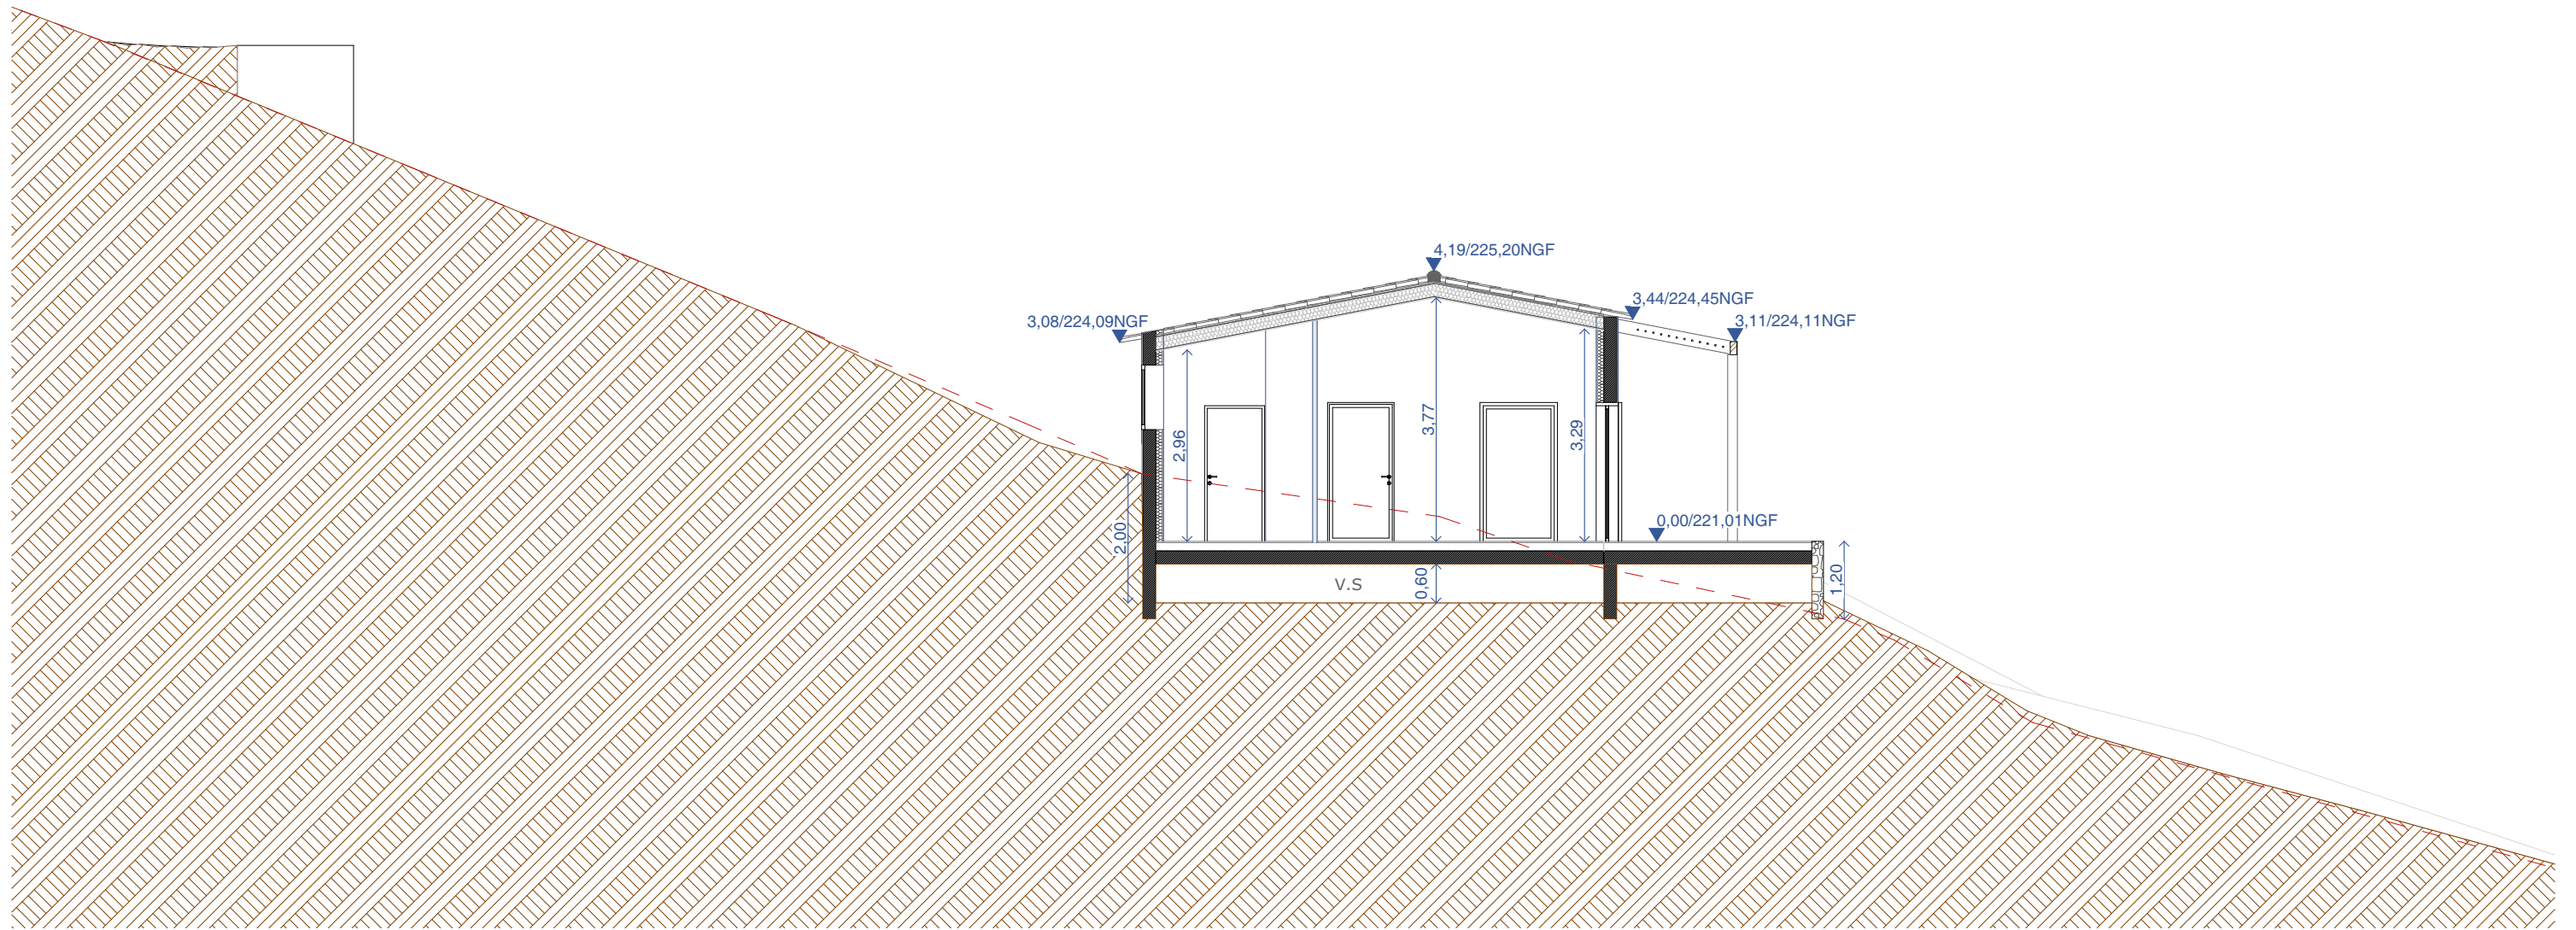 4,19/225,20NGF
3,44/224,45NGF
3,08/224,09NGF
3,11/224,11NGF
2,96
3,77
3,29
0,00/221,01NGF
2,00
V.S
0,60
1,20